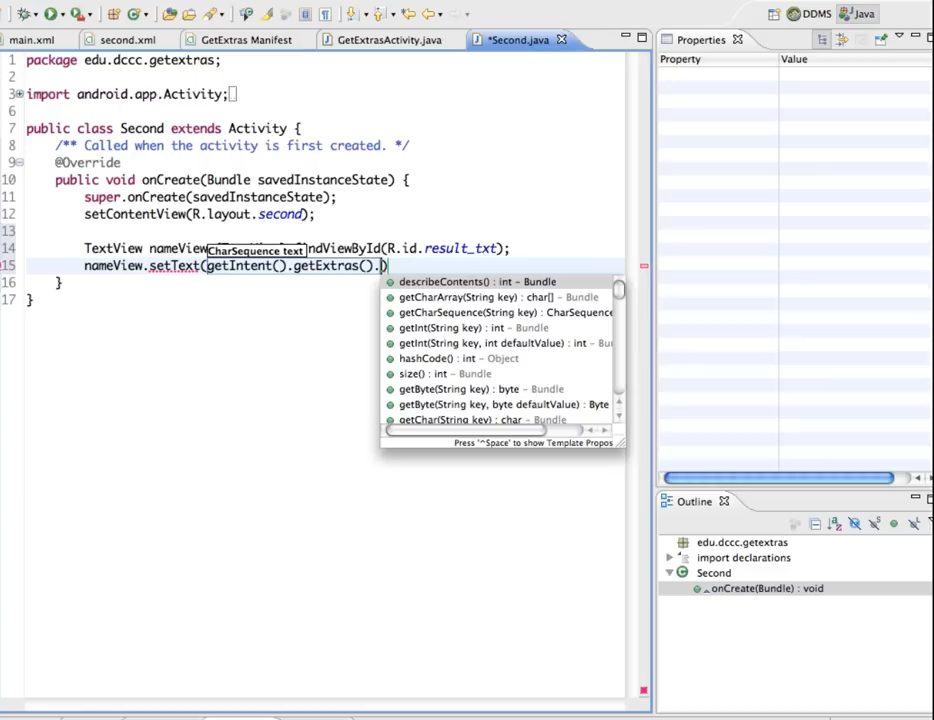 DDMS Java
main.xml second.xml GetExtras Manifest GetExtrasActivity.java *Second.java
Properties
Property Value
1 package edu.dccc.getextras;
2
3 import android.app.Activity;
6
7 public class Second extends Activity {
8 /** Called when the activity is first created. */
9 @Override
10 public void onCreate(Bundle savedInstanceState) {
11 super.onCreate(savedInstanceState);
12 setContentView(R.layout.second);
13
14 TextView nameView findViewById(R.id.result_txt);
CharSequence text
15 nameView.setText(getIntent().getExtras().)
16 }
17 }
describeContents() : int - Bundle
getCharArray(String key) : char[] - Bundle
getCharSequence(String key) : CharSequence
getInt(String key) : int - Bundle
getInt(String key, int defaultValue) : int - Bu
hashCode() : int - Object
size() : int - Bundle
getByte(String key) : byte - Bundle
getByte(String key, byte defaultValue) : Byte
getChar(String key) : char - Bundle
Press '^Space' to show Template Propos
Outline
edu.dccc.getextras
import declarations
Second
onCreate(Bundle) : void